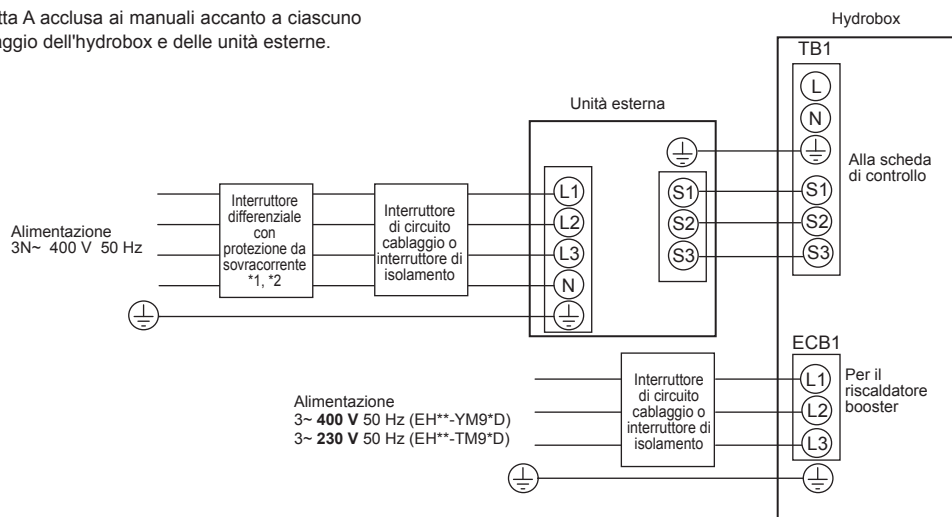 tta A acclusa ai manuali accanto a ciascuno
aggio dell'hydrobox e delle unità esterne.
Hydrobox
TB1
L
N
Alla scheda
di controllo
S1
S2
S3
Unità esterna
S1
S2
S3
L1
L2
L3
N
Alimentazione
3N~ 400 V 50 Hz
Interruttore
differenziale
con
protezione da
sovracorrente
*1, *2
Interruttore
di circuito
cablaggio o
interruttore di
isolamento
ECB1
L1
L2
L3
Per il
riscaldatore
booster
Interruttore
di circuito
cablaggio o
interruttore di
isolamento
Alimentazione
3~ 400 V 50 Hz (EH**-YM9*D)
3~ 230 V 50 Hz (EH**-TM9*D)